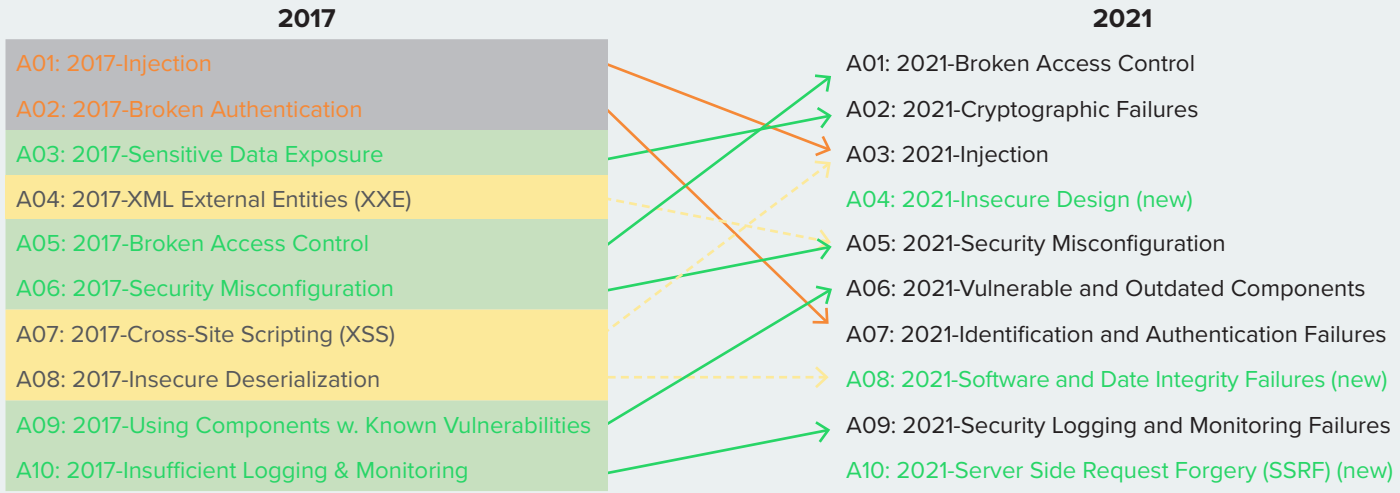 2017
A01: 2017-Injection
A02: 2017-Broken Authentication
A03: 2017-Sensitive Data Exposure
A04: 2017-XML External Entities (XXE)
A05: 2017-Broken Access Control
A06: 2017-Security Misconfiguration
A07: 2017-Cross-Site Scripting (XSS)
A08: 2017-Insecure Deserialization
A09: 2017-Using Components w. Known Vulnerabilities
A10: 2017-Insufficient Logging & Monitoring
2021
A01: 2021-Broken Access Control
A02: 2021-Cryptographic Failures
A03: 2021-Injection
A04: 2021-Insecure Design (new)
A05: 2021-Security Misconfiguration
A06: 2021-Vulnerable and Outdated Components
A07: 2021-Identification and Authentication Failures
A08: 2021-Software and Date Integrity Failures (new)
A09: 2021-Security Logging and Monitoring Failures
A10: 2021-Server Side Request Forgery (SSRF) (new)